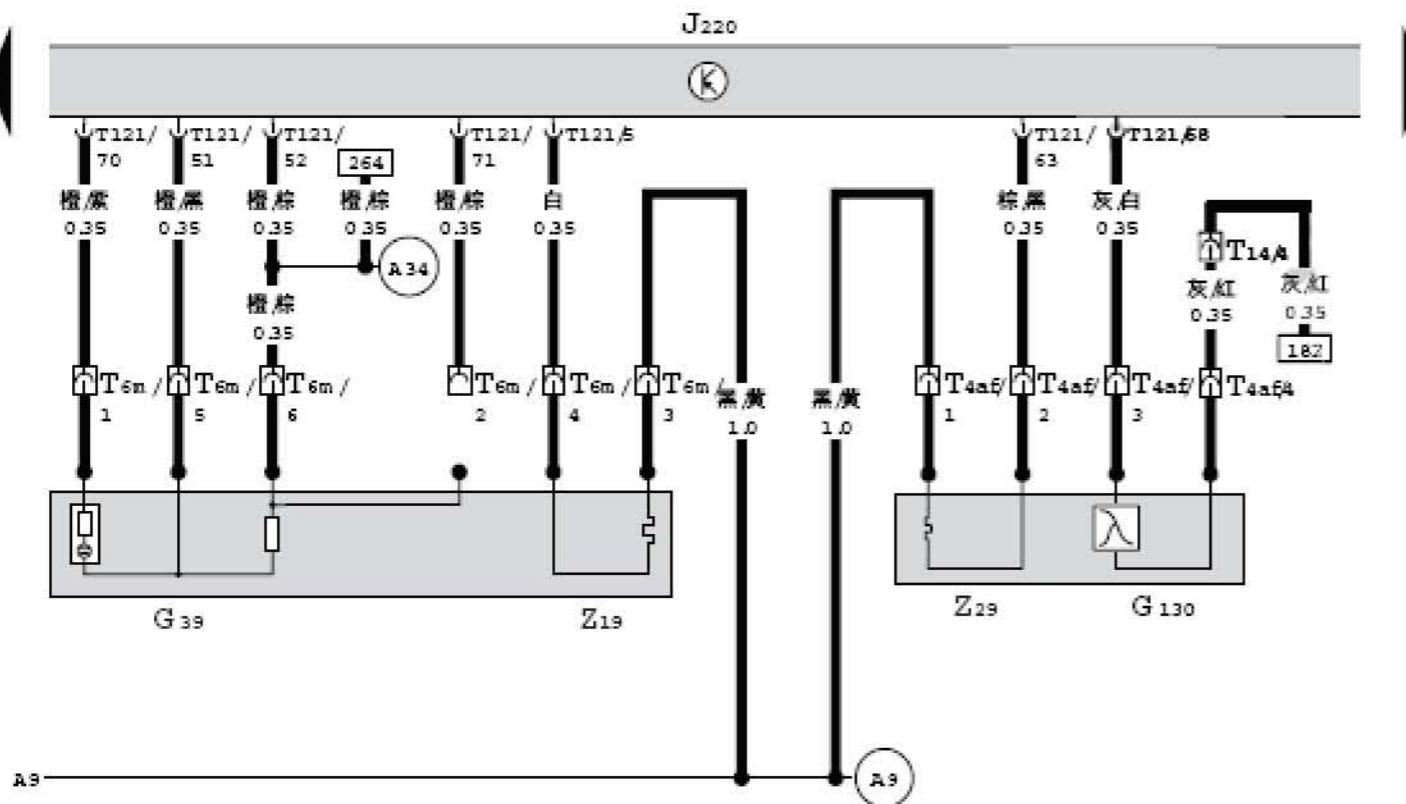 J220
K
T121/ T121/ T121/ T121/ T121/5 T121/ T121/68
70 51 52 264 71 63
橙/紫 橙/黑 橙/棕 橙/棕 橙/棕 白 棕/黑 灰/白
0.35 0.35 0.35 0.35 0.35 0.35 0.35 0.35
T14/4
A34
灰/红 灰/红
橙/棕
0.35 0.35
0.35
182
T6m/ T6m/ T6m/ T6m/ T6m/ T6m/ T4af/ T4af/ T4af/ T4af/4
黑/黄 黑/黄
1 5 6 2 4 3 1 2 3
1.0 1.0
G39 Z19 Z29 G130
A9 A9